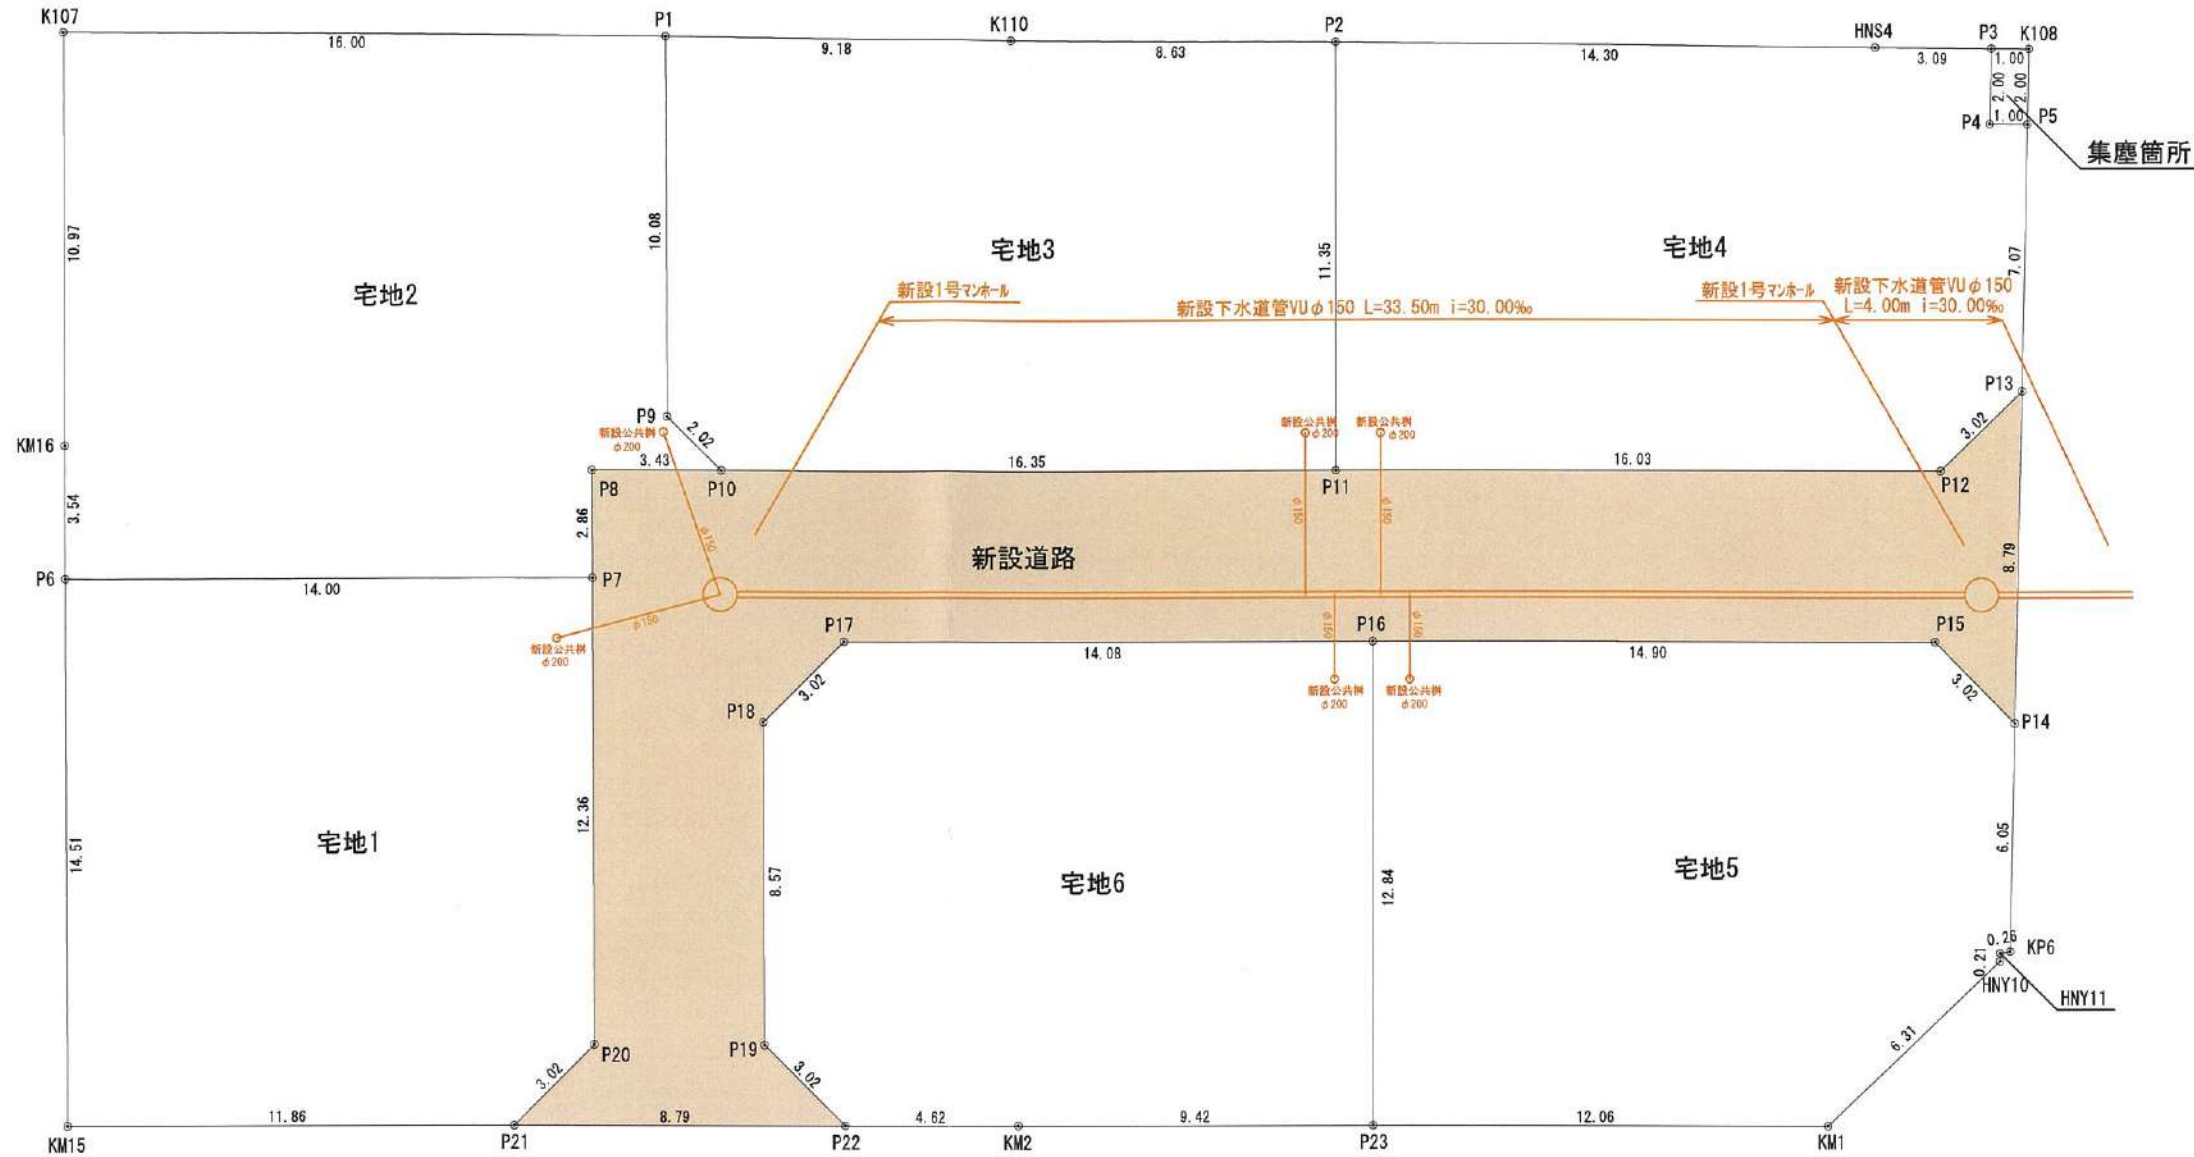 K107
P1
K110
P2
HNS4
P3
K108
16.00
9.18
8.63
14.30
3.09
1.00
2.00
2.00
P4
1.00
P5
集塵箇所
10.97
10.08
11.35
7.07
宅地2
宅地3
宅地4
新設1号マンホール
新設下水道管VUφ150 L=33.50m i=30.00‰
新設1号マンホール
新設下水道管VUφ150
L=4.00m i=30.00‰
P13
P9
2.02
3.02
新設公共桝
φ200
新設公共桝
φ200
新設公共桝
φ200
KM16
3.43
16.35
16.03
P8
P10
P11
P12
3.54
2.86
φ150
φ150
φ150
新設道路
8.79
P6
14.00
P7
φ150
φ150
φ150
新設公共桝
φ200
P17
14.08
P16
14.90
P15
3.02
3.02
新設公共桝
φ200
新設公共桝
φ200
P18
P14
12.36
14.51
8.57
12.84
6.05
宅地1
宅地6
宅地5
0.26
KP6
0.21
HNY10
HNY11
6.31
P20
P19
3.02
3.02
11.86
8.79
4.62
9.42
12.06
KM15
P21
P22
KM2
P23
KM1